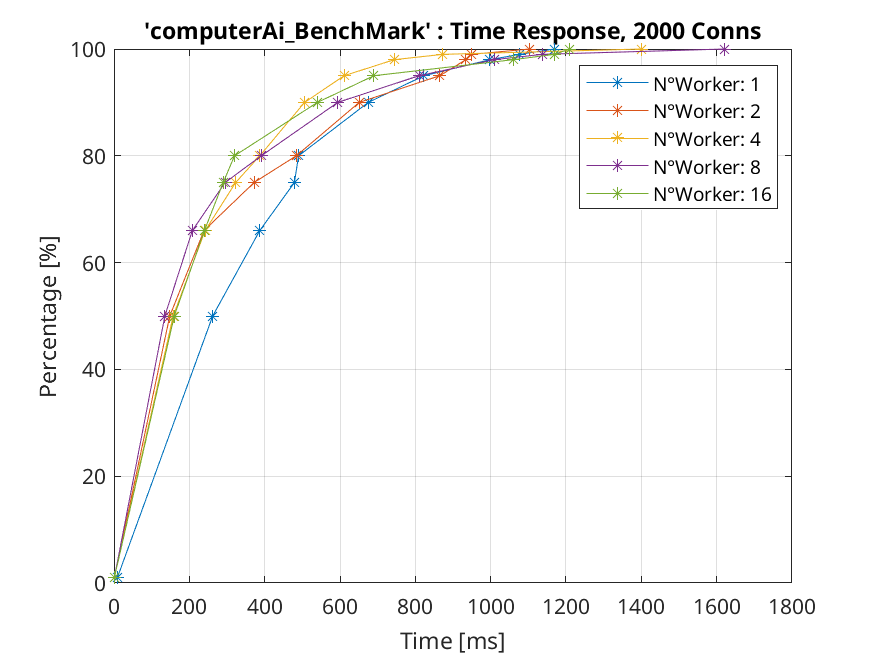 'computerAi_BenchMark' : Time Response, 2000 Conns
100
80
60
40
20
0
Percentage [%]
N°Worker: 1
N°Worker: 2
N°Worker: 4
N°Worker: 8
N°Worker: 16
0 200 400 600 800 1000 1200 1400 1600 1800
Time [ms]